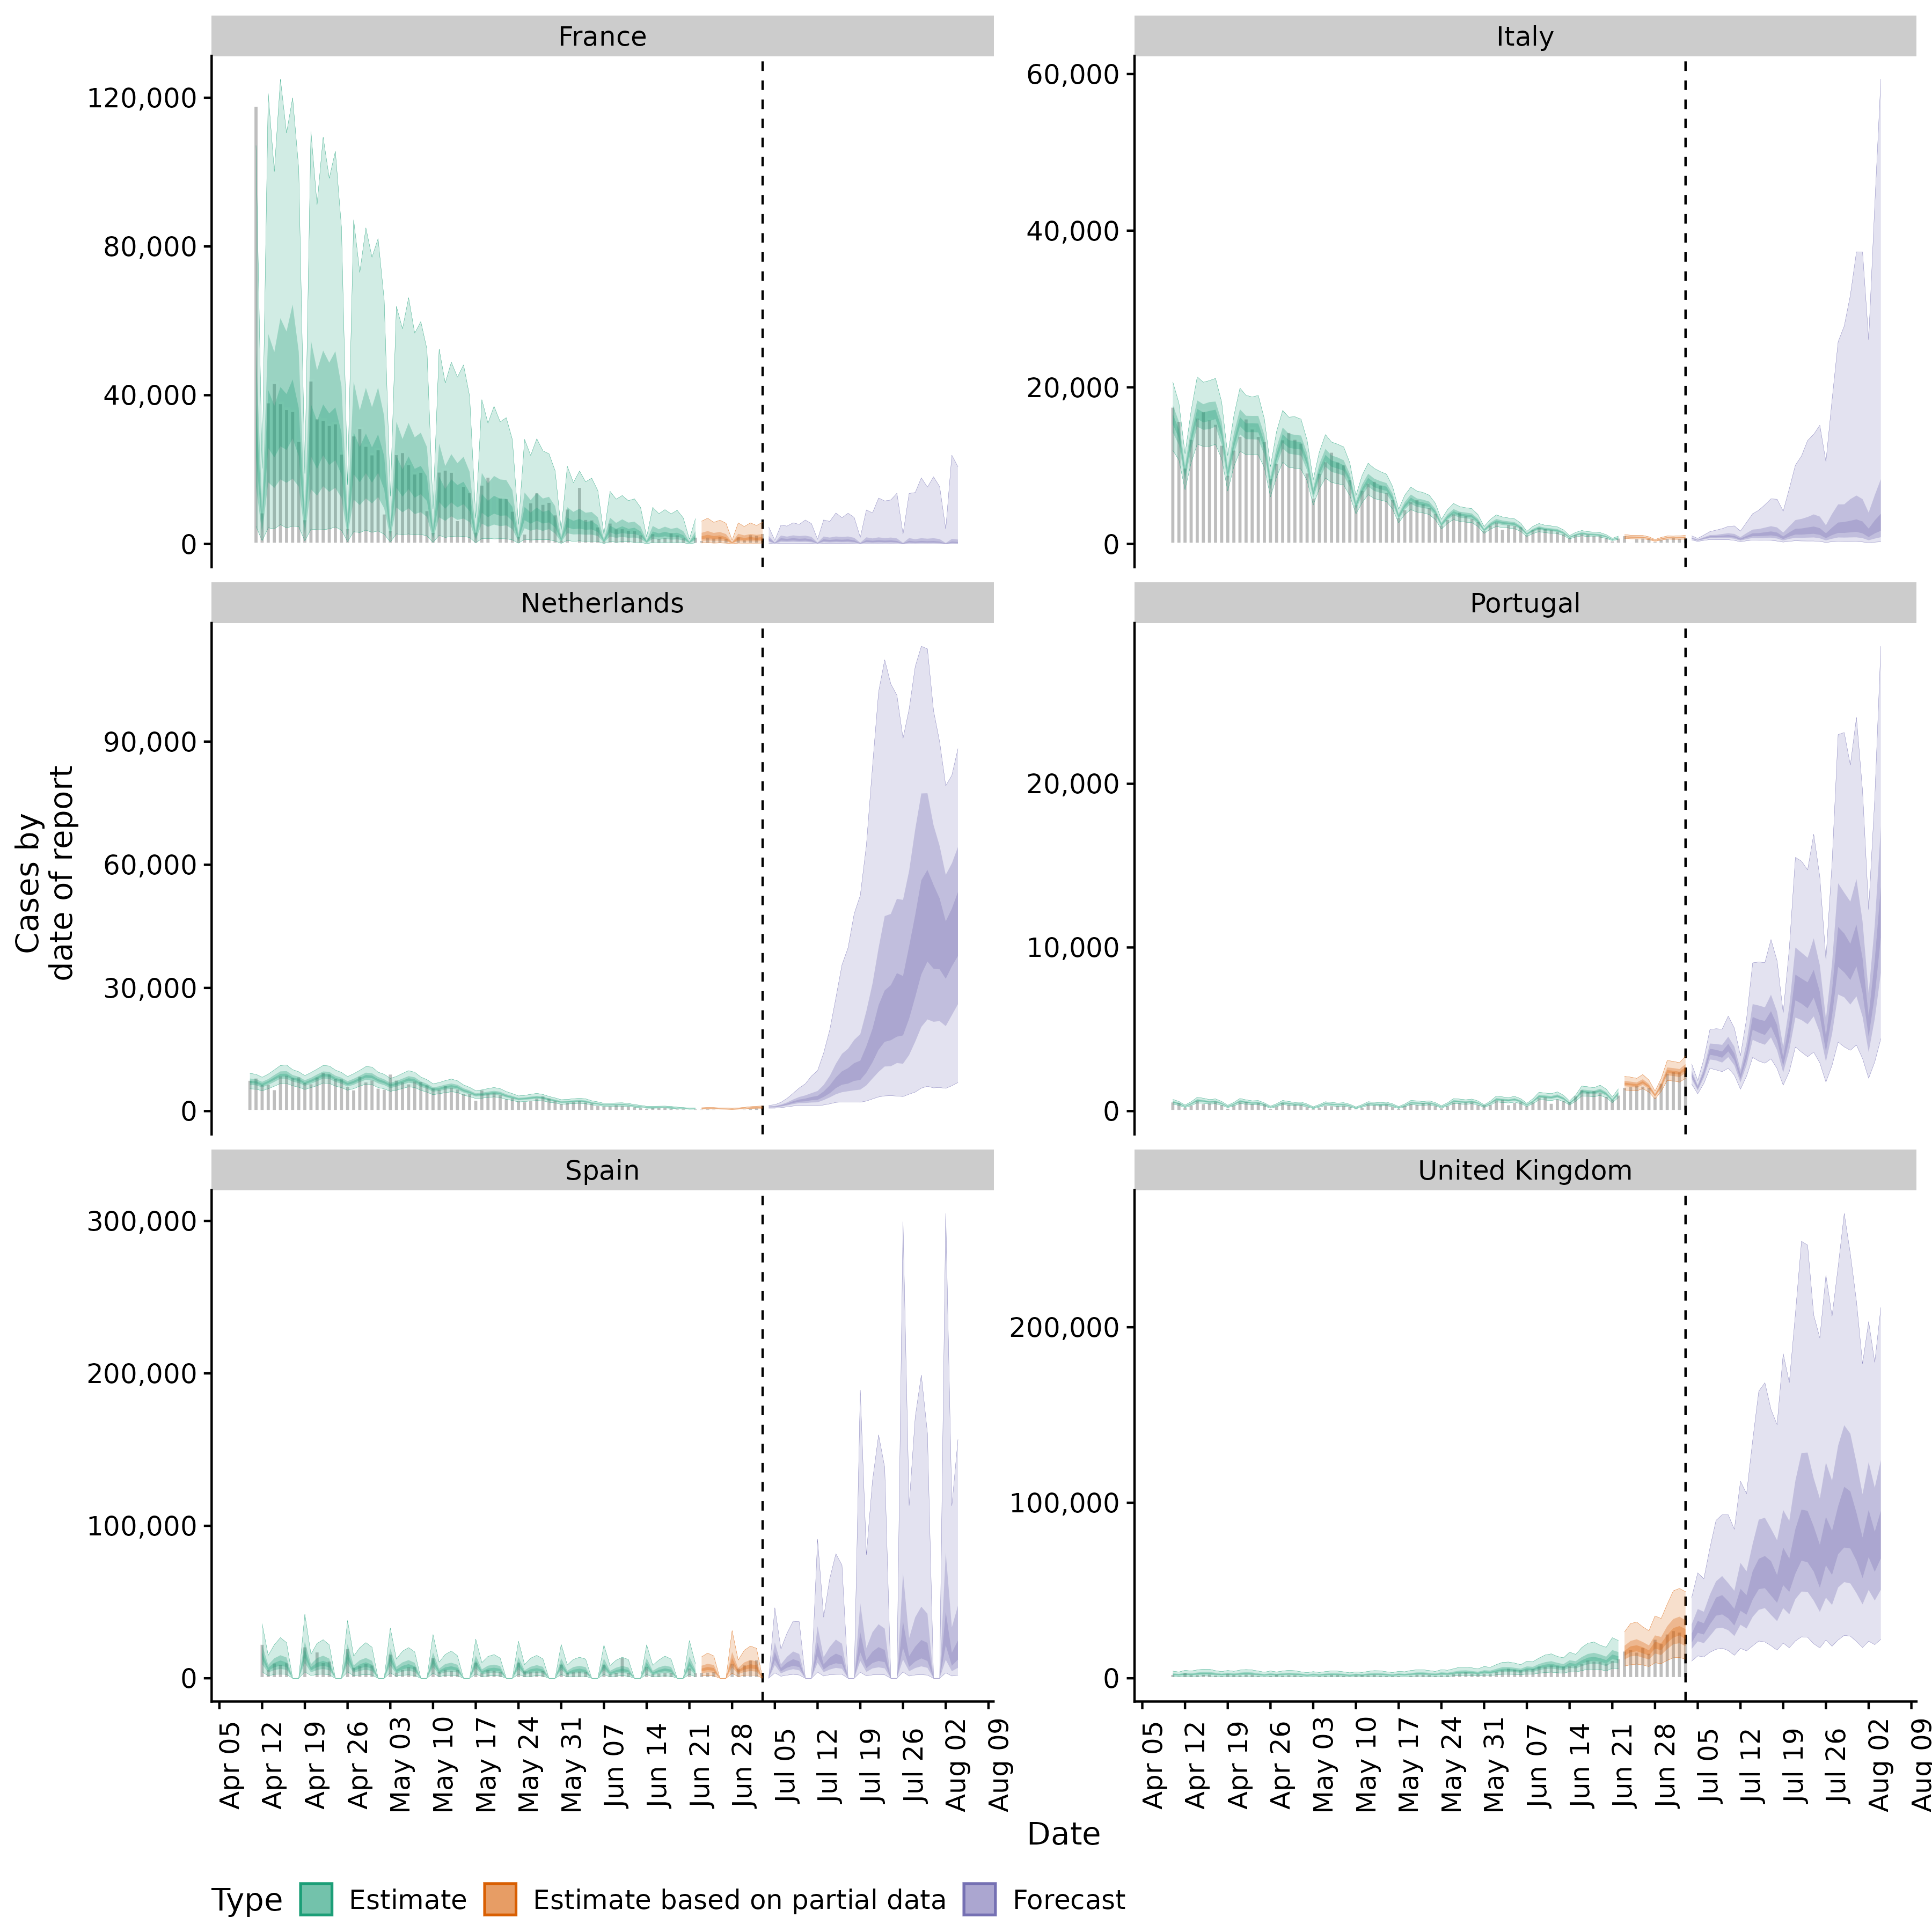 France
Italy
120,000
80,000
40,000
0
60,000
40,000
20,000
0
Netherlands
Portugal
90,000
60,000
30,000
0
20,000
10,000
0
Spain
United Kingdom
300,000
200,000
100,000
0
200,000
100,000
0
Cases by
date of report
Apr 05
Apr 12
Apr 19
Apr 26
May 03
May 10
May 17
May 24
May 31
Jun 07
Jun 14
Jun 21
Jun 28
Jul 05
Jul 12
Jul 19
Jul 26
Aug 02
Aug 09
Apr 05
Apr 12
Apr 19
Apr 26
May 03
May 10
May 17
May 24
May 31
Jun 07
Jun 14
Jun 21
Jun 28
Jul 05
Jul 12
Jul 19
Jul 26
Aug 02
Aug 09
Date
Type Estimate Estimate based on partial data Forecast